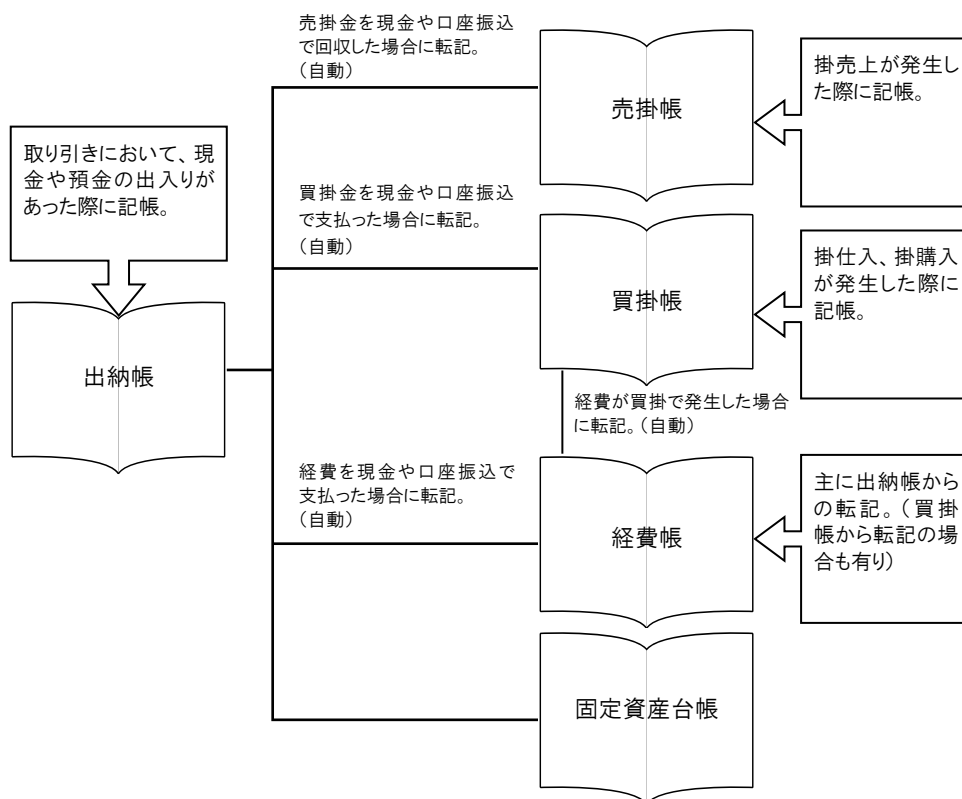 売掛金を現金や口座振込
で回収した場合に転記。
（自動）
売掛帳
掛売上が発生し
た際に記帳。
取り引きにおいて、現
金や預金の出入りが
あった際に記帳。
買掛金を現金や口座振込
で支払った場合に転記。
（自動）
買掛帳
掛仕入、掛購入
が発生した際に
記帳。
出納帳
経費が買掛で発生した場合
に転記。（自動）
経費を現金や口座振込で
支払った場合に転記。
（自動）
経費帳
主に出納帳から
の転記。（買掛
帳から転記の場
合も有り）
固定資産台帳